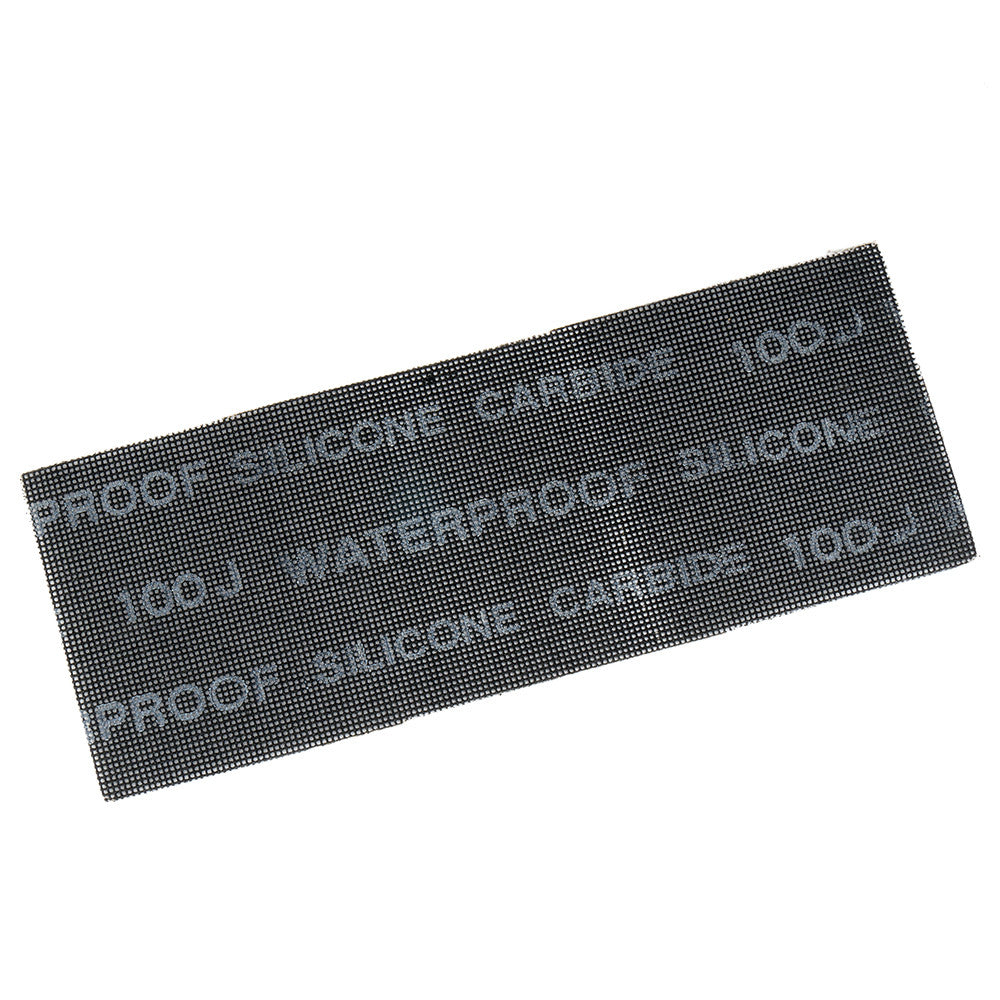 PROOF SILICONE CARBIDE 100J
100J WATERPROOF SILICONE
PROOF SILICONE CARBIDE 100J